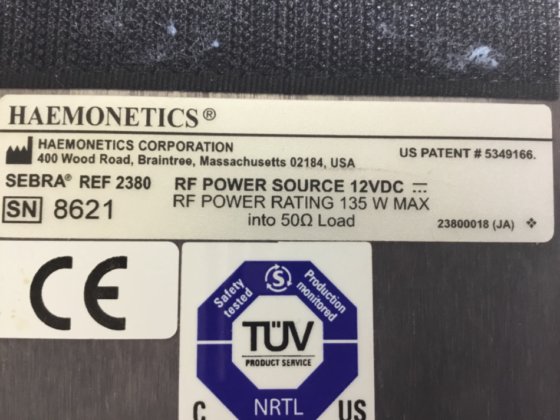 HAEMONETICS®
HAEMONETICS CORPORATION
400 Wood Road, Braintree, Massachusetts 02184, USA
US PATENT # 5349166.
SEBRA® REF 2380
RF POWER SOURCE 12VDC ⎓
RF POWER RATING 135 W MAX
into 50Ω Load
SN 8621
23800018 (JA)
CE
Safety tested
S
Production monitored
TÜV
PRODUCT SERVICE
C NRTL US